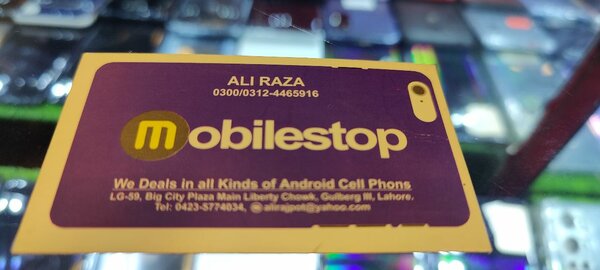 ALI RAZA
0300/0312-4465916
mobilestop
We Deals in all Kinds of Android Cell Phons
LG-59, Big City Plaza Main Liberty Chowk, Gulberg III, Lahore.
Tel: 0423-5774034, alirajpot@yahoo.com